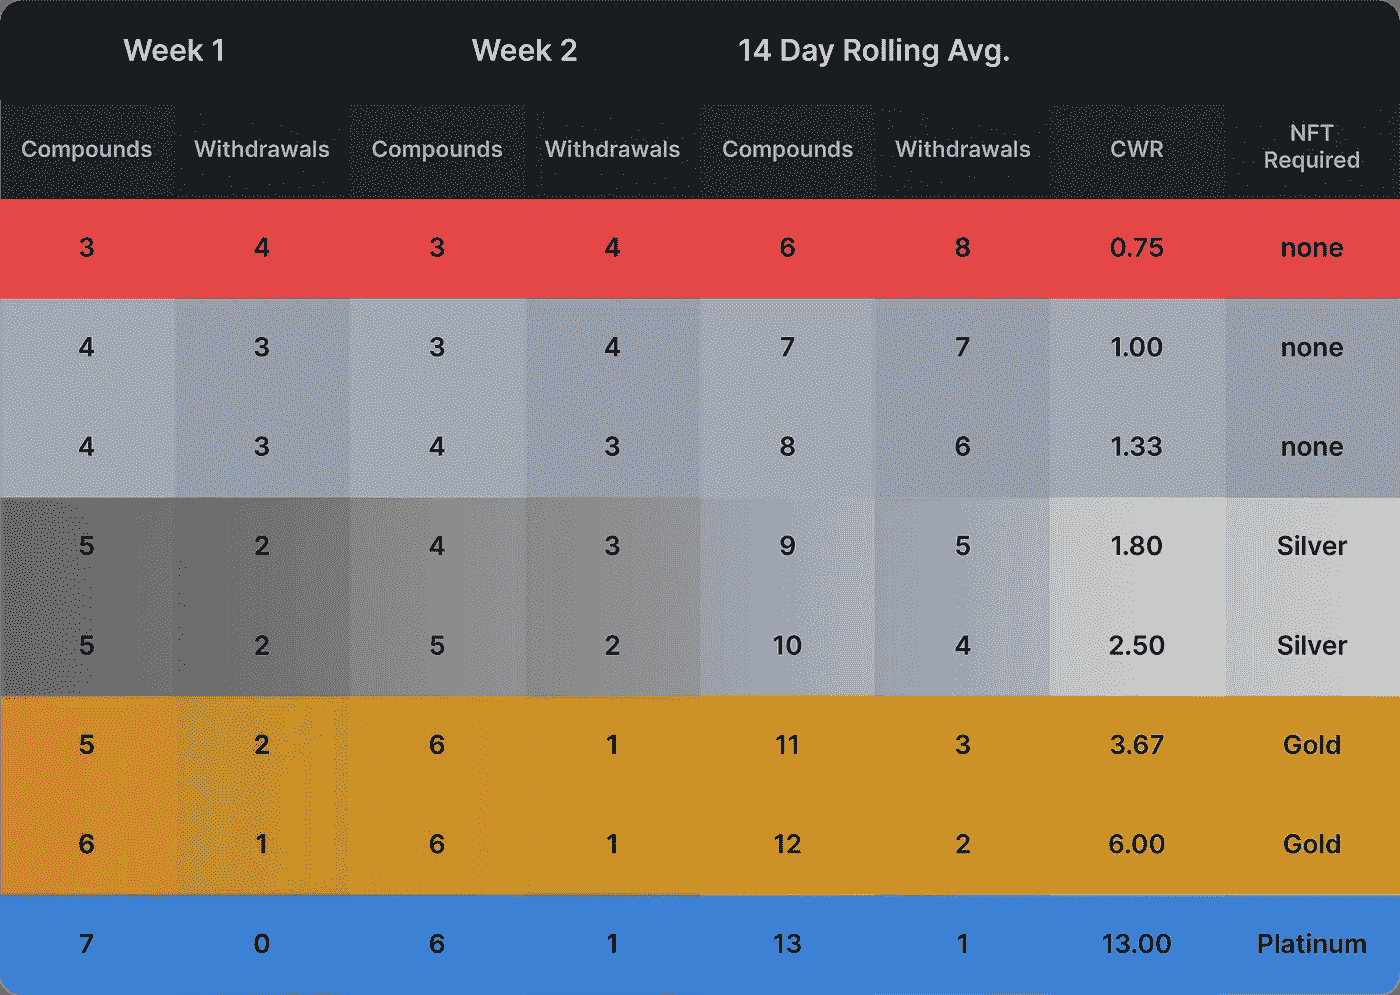 Week 1 Week 2 14 Day Rolling Avg.
Compounds Withdrawals Compounds Withdrawals Compounds Withdrawals CWR NFT Required
3 4 3 4 6 8 0.75 none
4 3 3 4 7 7 1.00 none
4 3 4 3 8 6 1.33 none
5 2 4 3 9 5 1.80 Silver
5 2 5 2 10 4 2.50 Silver
5 2 6 1 11 3 3.67 Gold
6 1 6 1 12 2 6.00 Gold
7 0 6 1 13 1 13.00 Platinum